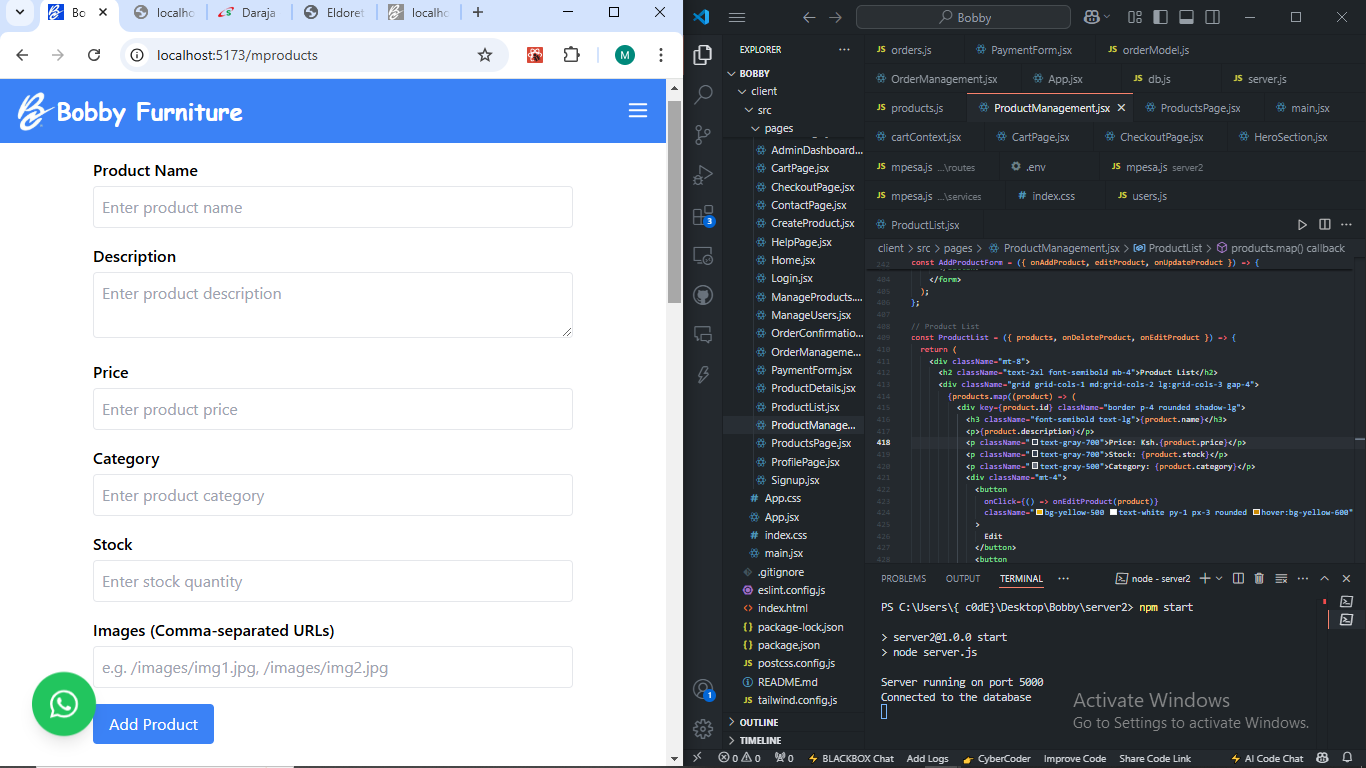 Bo
localho
Daraja
Eldoret
localho
localhost:5173/mproducts
M
Bobby Furniture
Product Name
Enter product name
Description
Enter product description
Price
Enter product price
Category
Enter product category
Stock
Enter stock quantity
Images (Comma-separated URLs)
e.g. /images/img1.jpg, /images/img2.jpg
Add Product
Bobby
EXPLORER
BOBBY
client
src
pages
AdminDashboard...
CartPage.jsx
CheckoutPage.jsx
ContactPage.jsx
CreateProduct.jsx
HelpPage.jsx
Home.jsx
Login.jsx
ManageProducts....
ManageUsers.jsx
OrderConfirmatio...
OrderManageme...
PaymentForm.jsx
ProductDetails.jsx
ProductList.jsx
ProductManage...
ProductsPage.jsx
ProfilePage.jsx
Signup.jsx
# App.css
App.jsx
# index.css
main.jsx
.gitignore
eslint.config.js
<> index.html
{} package-lock.json
{} package.json
JS postcss.config.js
README.md
JS tailwind.config.js
OUTLINE
TIMELINE
3
1
JS orders.js
PaymentForm.jsx
JS orderModel.js
OrderManagement.jsx
App.jsx
JS db.js
JS server.js
JS products.js
ProductManagement.jsx
ProductsPage.jsx
main.jsx
cartContext.jsx
CartPage.jsx
CheckoutPage.jsx
HeroSection.jsx
JS mpesa.js ...\routes
.env
JS mpesa.js server2
JS mpesa.js ...\services
# index.css
JS users.js
ProductList.jsx
client > src > pages > ProductManagement.jsx > ProductList > products.map() callback
242 const AddProductForm = ({ onAddProduct, editProduct, onUpdateProduct }) => {
404 </form>
405 );
406 };
407
408 // Product List
409 const ProductList = ({ products, onDeleteProduct, onEditProduct }) => {
410 return (
411 <div className="mt-8">
412 <h2 className="text-2xl font-semibold mb-4">Product List</h2>
413 <div className="grid grid-cols-1 md:grid-cols-2 lg:grid-cols-3 gap-4">
414 {products.map((product) => (
415 <div key={product.id} className="border p-4 rounded shadow-lg">
416 <h3 className="font-semibold text-lg">{product.name}</h3>
417 <p>{product.description}</p>
418 <p className="text-gray-700">Price: Ksh.{product.price}</p>
419 <p className="text-gray-700">Stock: {product.stock}</p>
420 <p className="text-gray-500">Category: {product.category}</p>
421 <div className="mt-4">
422 <button
423 onClick={() => onEditProduct(product)}
424 className="bg-yellow-500 text-white py-1 px-3 rounded hover:bg-yellow-600"
425 >
426 Edit
427 </button>
428 <button
PROBLEMS
OUTPUT
TERMINAL
node - server2
PS C:\Users\{ c0dE}\Desktop\Bobby\server2> npm start
> server2@1.0.0 start
> node server.js
Server running on port 5000
Connected to the database
Activate Windows
Go to Settings to activate Windows.
0 0 0 BLACKBOX Chat Add Logs CyberCoder Improve Code Share Code Link AI Code Chat